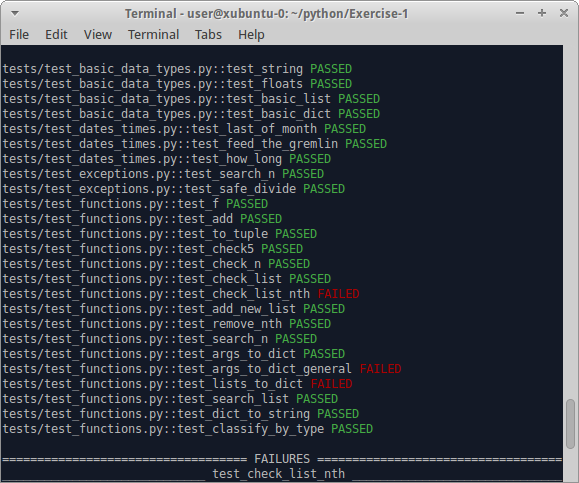 Terminal - user@xubuntu-0: ~/python/Exercise-1
File Edit View Terminal Tabs Help
tests/test_basic_data_types.py::test_string PASSED
tests/test_basic_data_types.py::test_floats PASSED
tests/test_basic_data_types.py::test_basic_list PASSED
tests/test_basic_data_types.py::test_basic_dict PASSED
tests/test_dates_times.py::test_last_of_month PASSED
tests/test_dates_times.py::test_feed_the_gremlin PASSED
tests/test_dates_times.py::test_how_long PASSED
tests/test_exceptions.py::test_search_n PASSED
tests/test_exceptions.py::test_safe_divide PASSED
tests/test_functions.py::test_f PASSED
tests/test_functions.py::test_add PASSED
tests/test_functions.py::test_to_tuple PASSED
tests/test_functions.py::test_check5 PASSED
tests/test_functions.py::test_check_n PASSED
tests/test_functions.py::test_check_list PASSED
tests/test_functions.py::test_check_list_nth FAILED
tests/test_functions.py::test_add_new_list PASSED
tests/test_functions.py::test_remove_nth PASSED
tests/test_functions.py::test_search_n PASSED
tests/test_functions.py::test_args_to_dict PASSED
tests/test_functions.py::test_args_to_dict_general FAILED
tests/test_functions.py::test_lists_to_dict FAILED
tests/test_functions.py::test_search_list PASSED
tests/test_functions.py::test_dict_to_string PASSED
tests/test_functions.py::test_classify_by_type PASSED
=================================== FAILURES ===================================
_____________________________ test_check_list_nth ______________________________